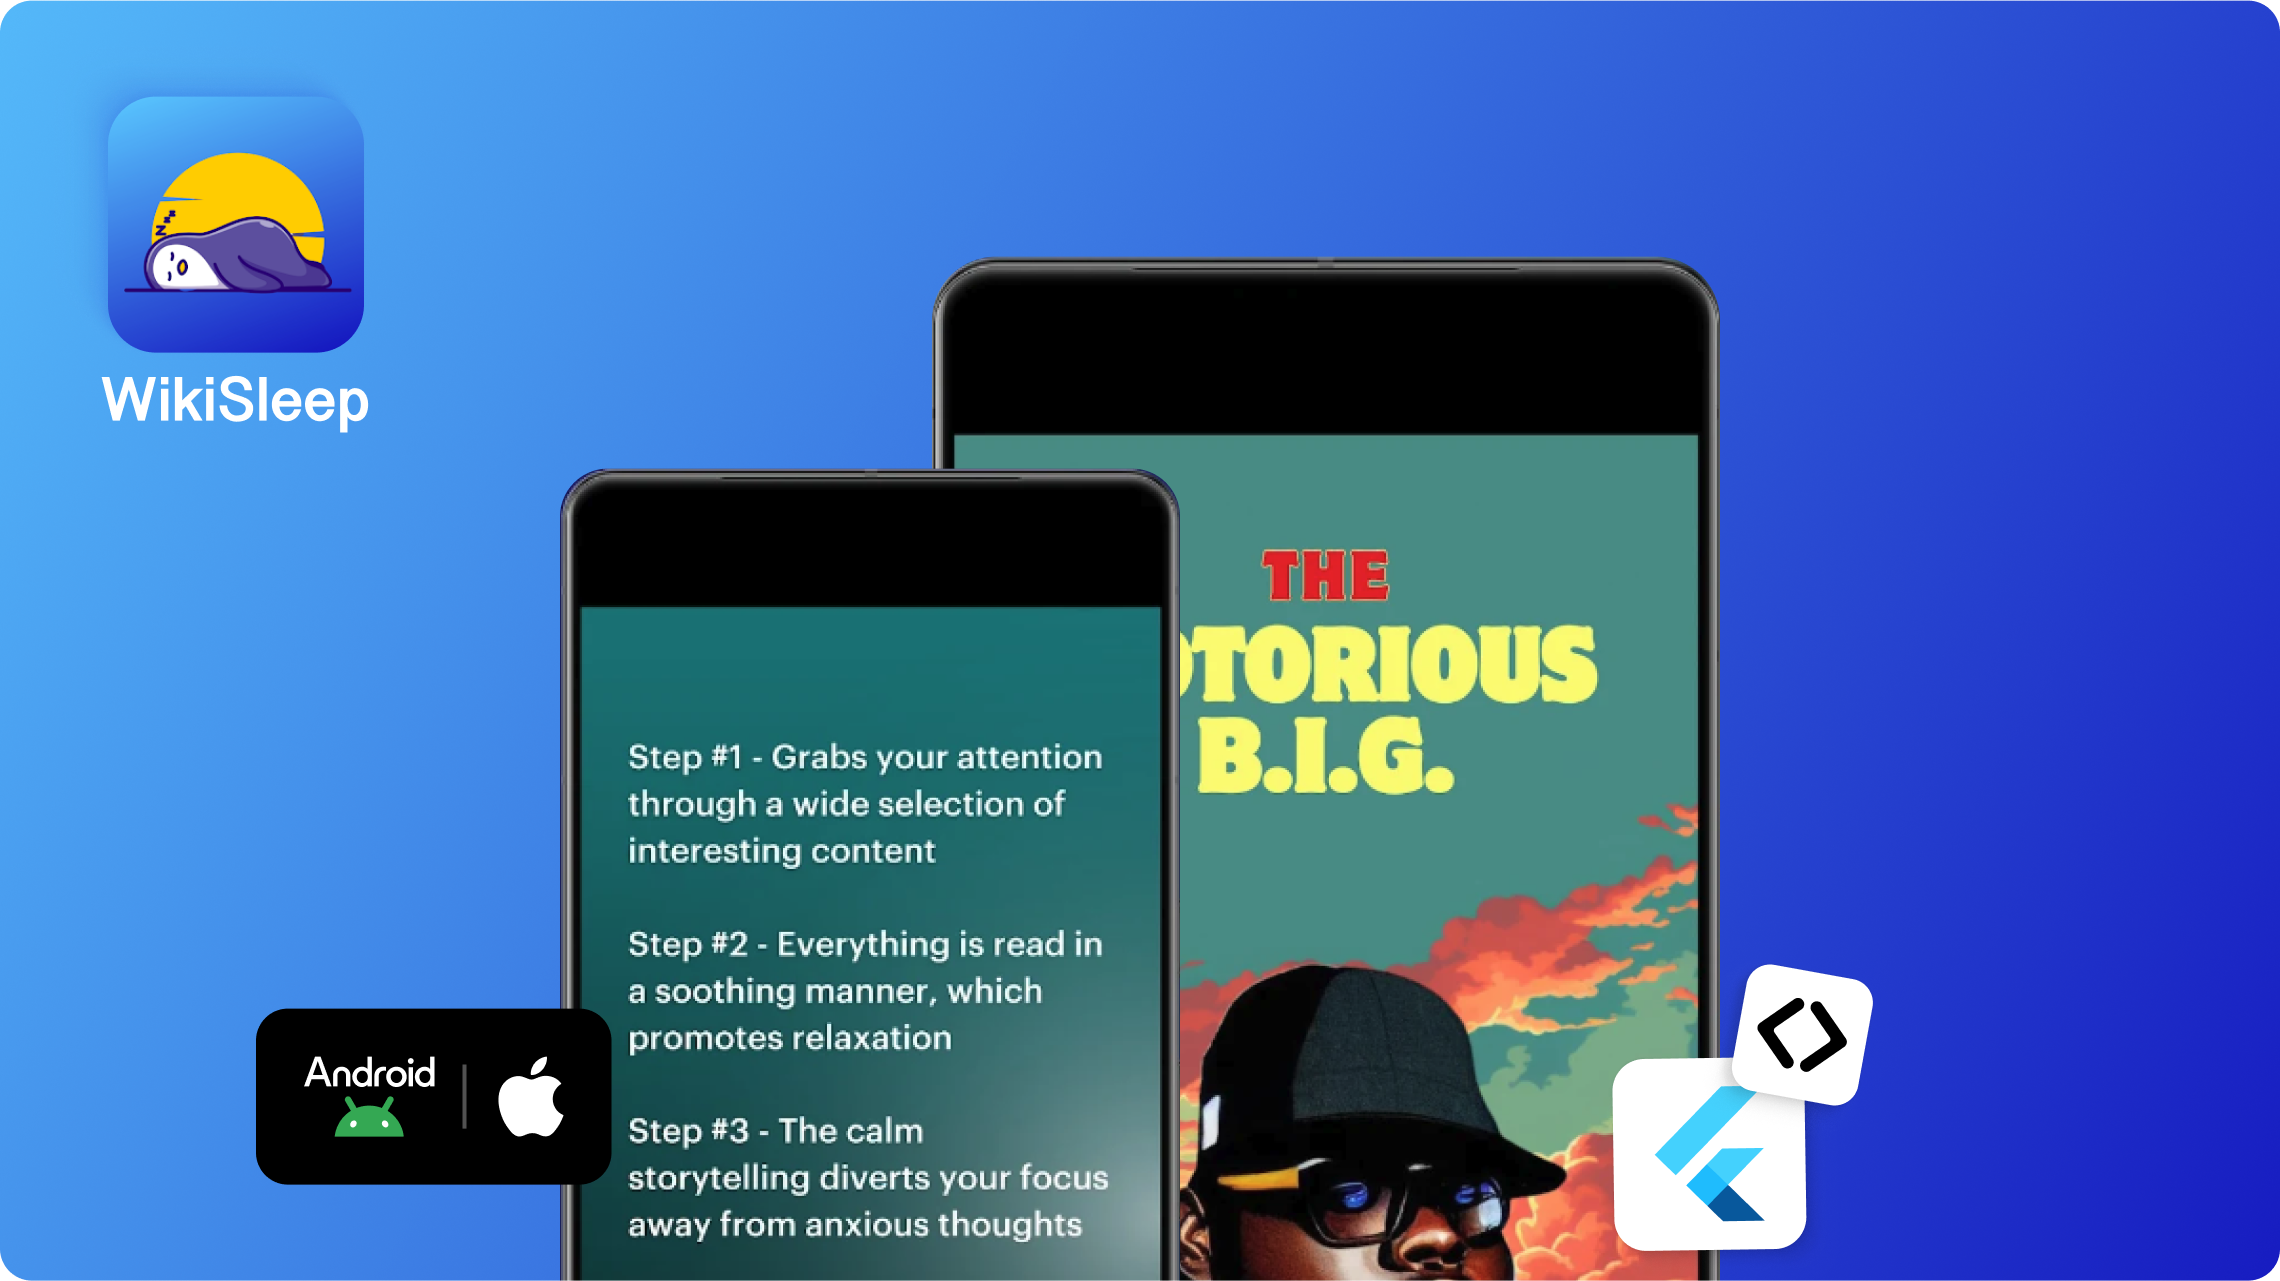 WikiSleep
THE
TORIOUS
B.I.G.
Step #1 - Grabs your attention
through a wide selection of
interesting content
Step #2 - Everything is read in
a soothing manner, which
promotes relaxation
Step #3 - The calm
storytelling diverts your focus
away from anxious thoughts
Android